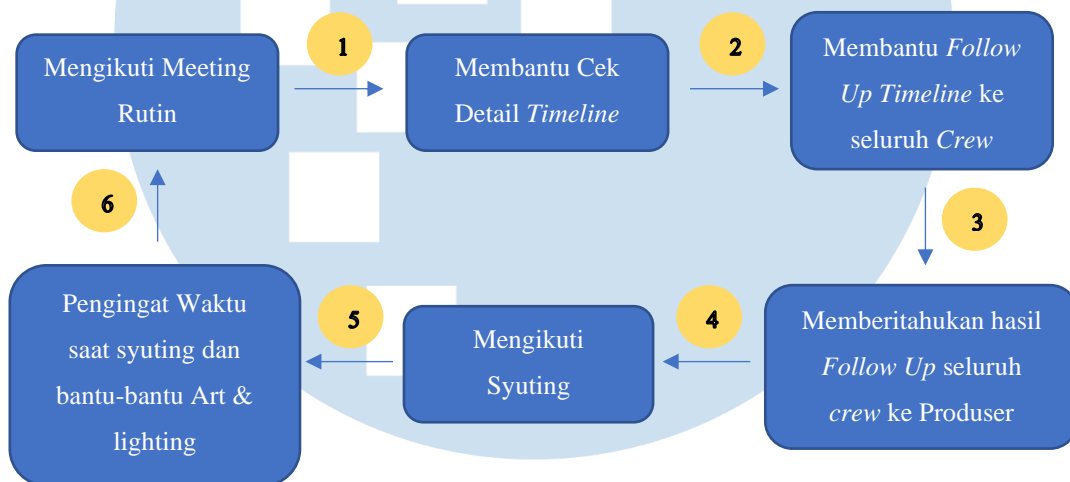 Mengikuti Meeting
Rutin
1
Membantu Cek
Detail Timeline
2
Membantu Follow
Up Timeline ke
seluruh Crew
3
Memberitahukan hasil
Follow Up seluruh
crew ke Produser
4
Mengikuti
Syuting
5
Pengingat Waktu
saat syuting dan
bantu-bantu Art &
lighting
6